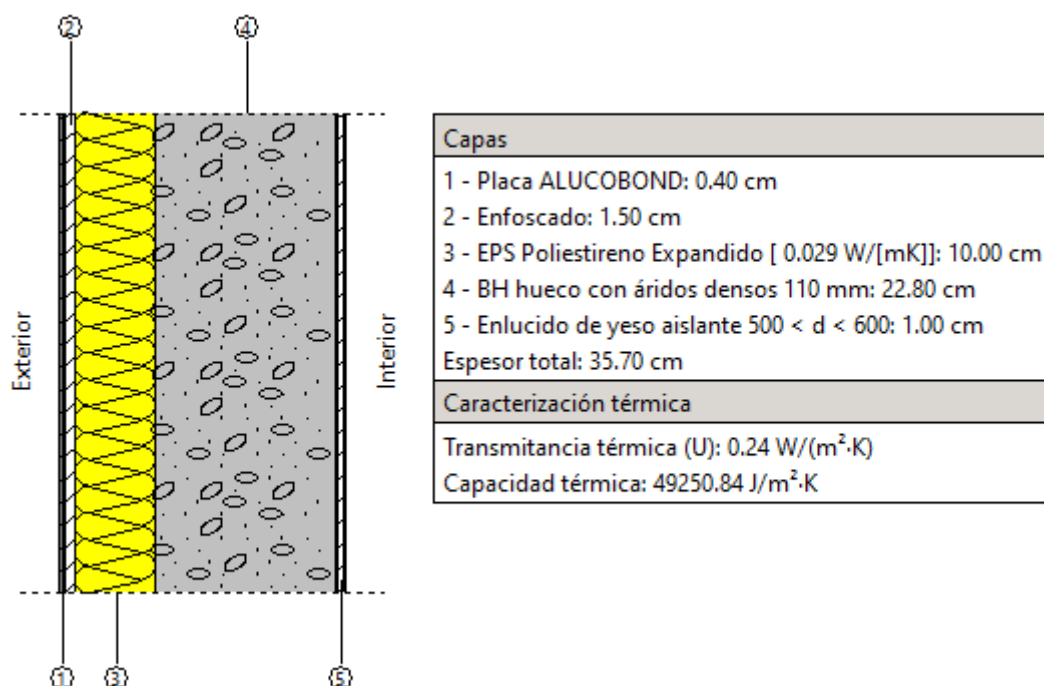 2
4
Exterior
Interior
1
3
5
Capas
1 - Placa ALUCOBOND: 0.40 cm
2 - Enfoscado: 1.50 cm
3 - EPS Poliestireno Expandido [ 0.029 W/[mK]]: 10.00 cm
4 - BH hueco con áridos densos 110 mm: 22.80 cm
5 - Enlucido de yeso aislante 500 < d < 600: 1.00 cm
Espesor total: 35.70 cm
Caracterización térmica
Transmitancia térmica (U): 0.24 W/(m²·K)
Capacidad térmica: 49250.84 J/m²·K